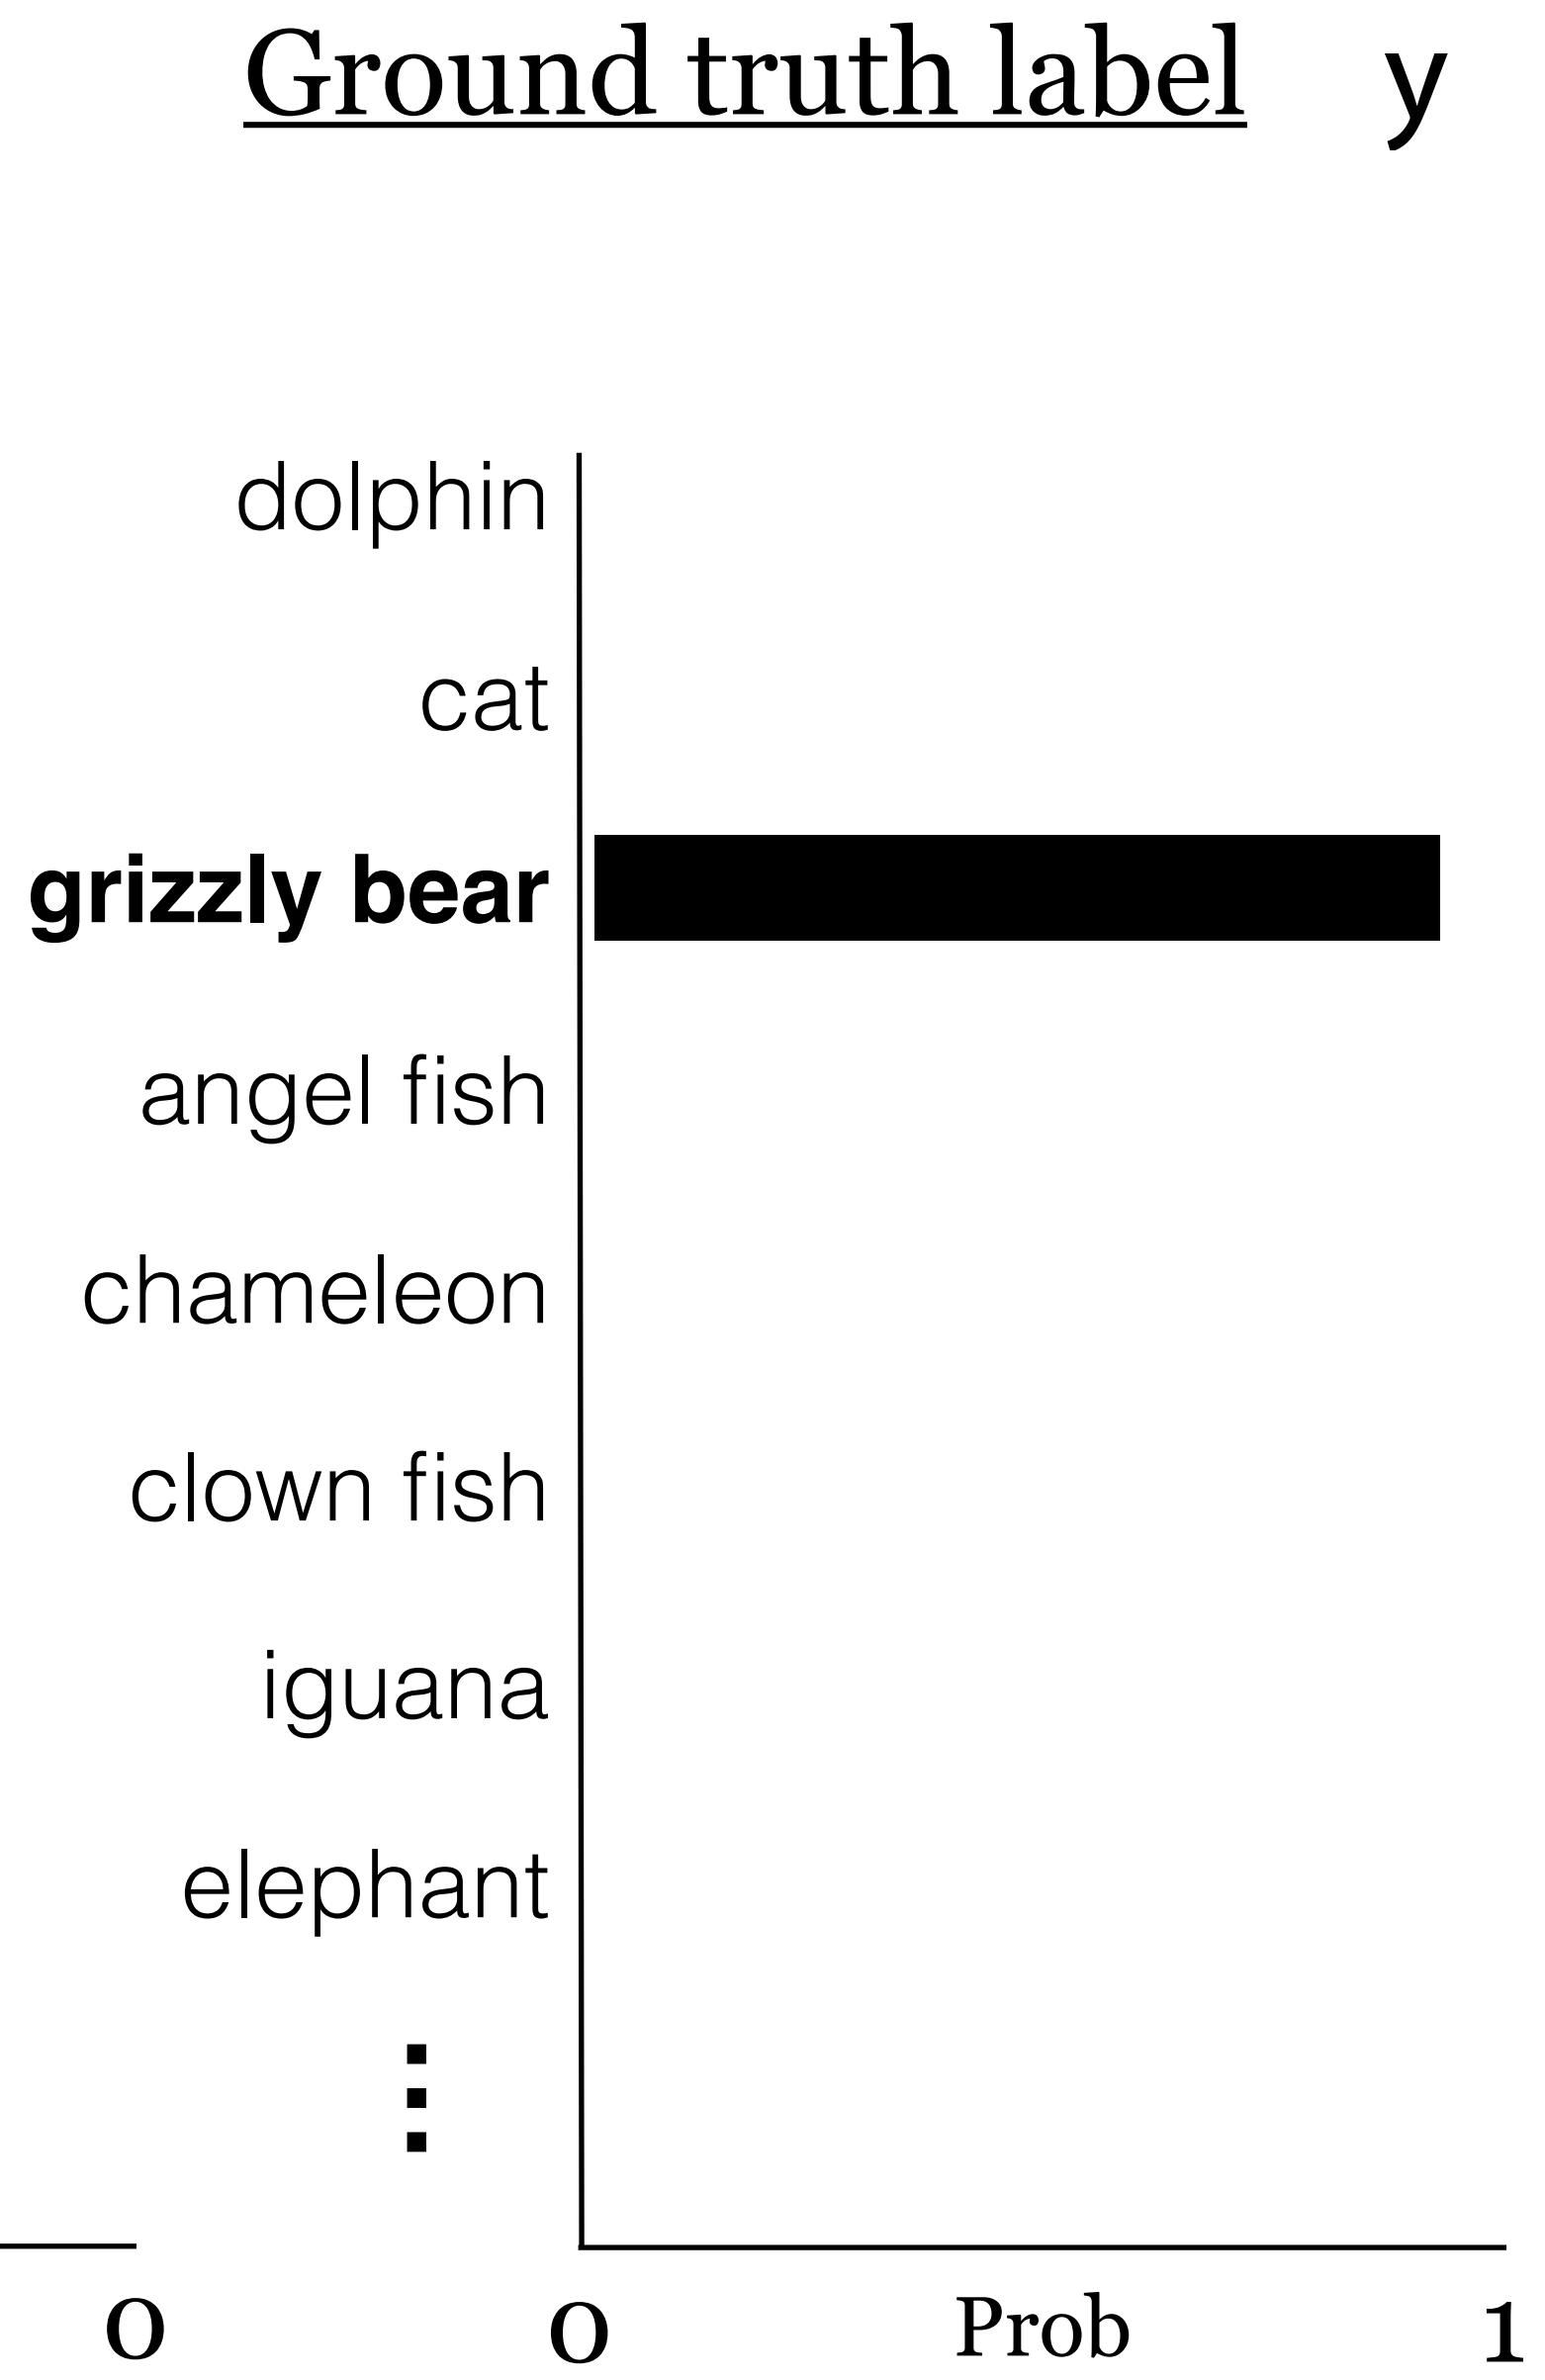 Ground truth label y
dolphin
cat
grizzly bear
angel fish
chameleon
clown fish
iguana
elephant
0 0 Prob 1